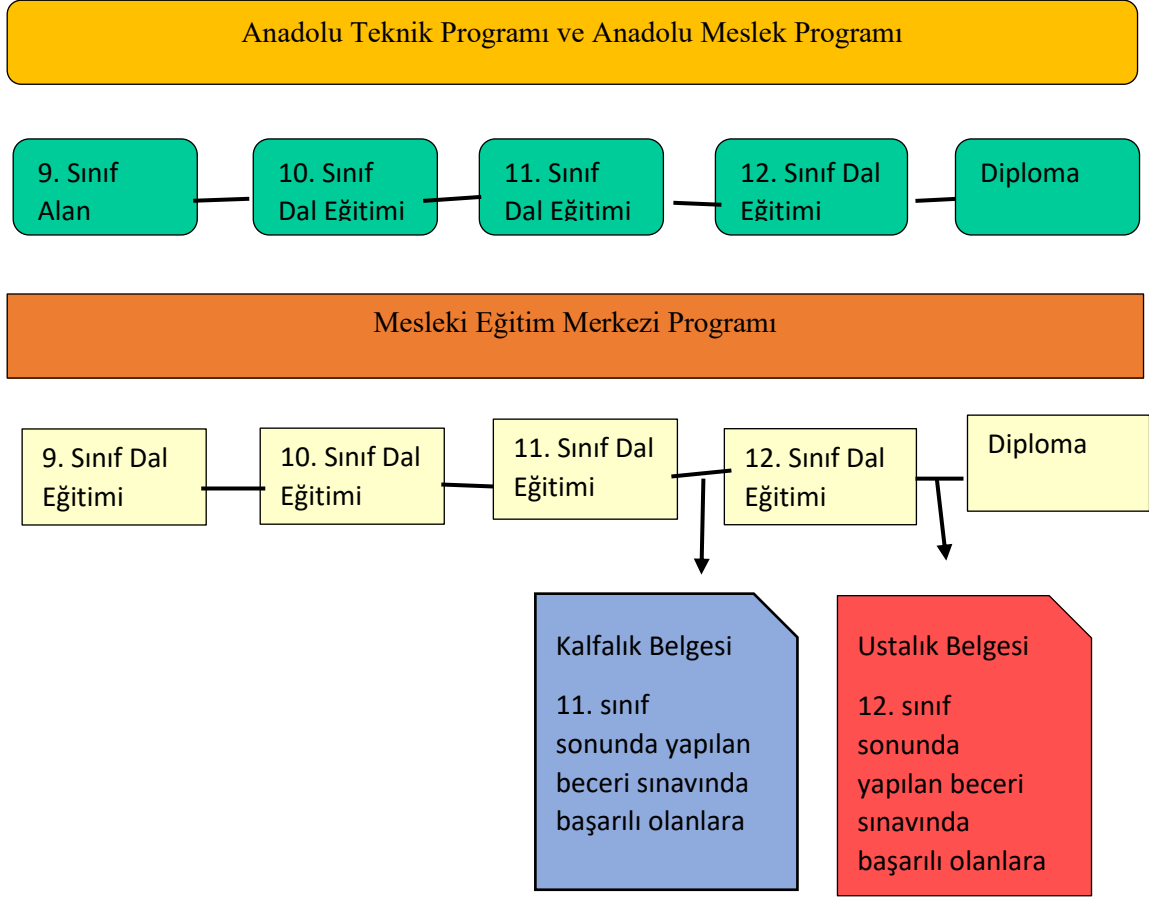 Anadolu Teknik Programı ve Anadolu Meslek Programı
9. Sınıf
Alan
10. Sınıf
Dal Eğitimi
11. Sınıf
Dal Eğitimi
12. Sınıf Dal
Eğitimi
Diploma
Mesleki Eğitim Merkezi Programı
9. Sınıf Dal
Eğitimi
10. Sınıf Dal
Eğitimi
11. Sınıf Dal
Eğitimi
12. Sınıf Dal
Eğitimi
Diploma
Kalfalık Belgesi
11. sınıf
sonunda yapılan
beceri sınavında
başarılı olanlara
Ustalık Belgesi
12. sınıf
sonunda
yapılan beceri
sınavında
başarılı olanlara